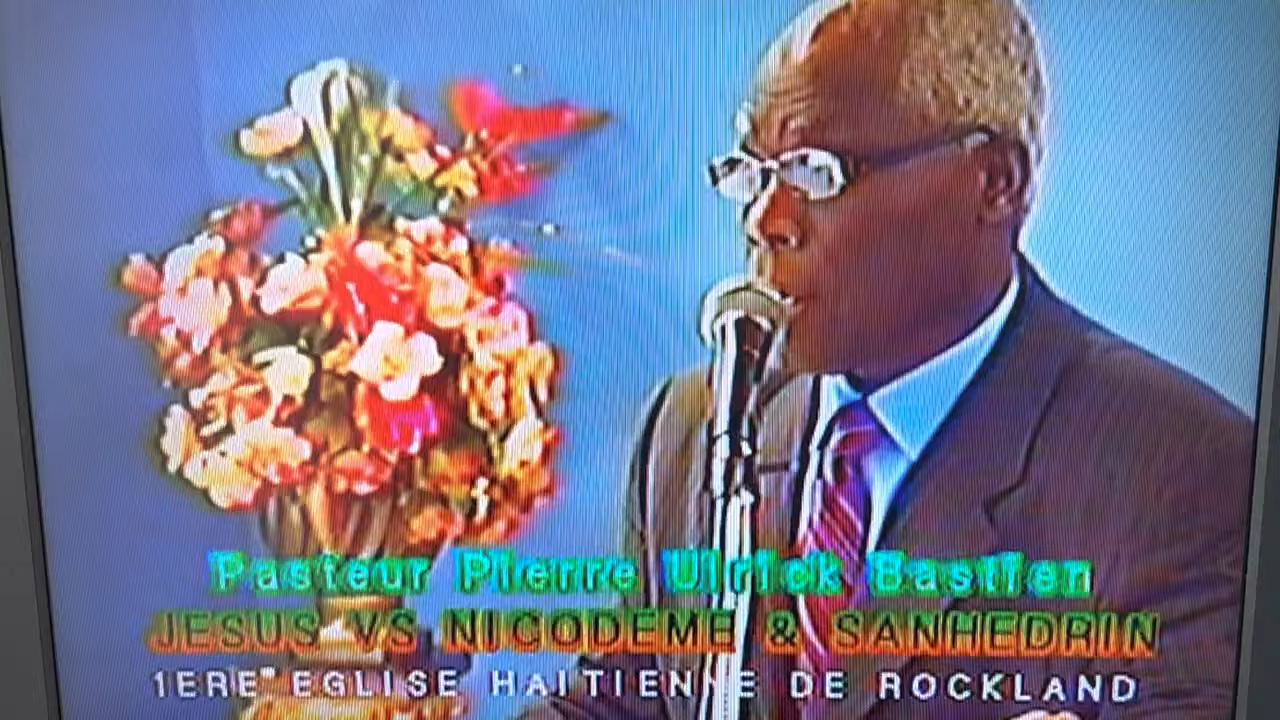 Pasteur Pierre Ulrick Bastien
JESUS VS NICODEME & SANHEDRIN
1ERE EGLISE HAITIENNE DE ROCKLAND